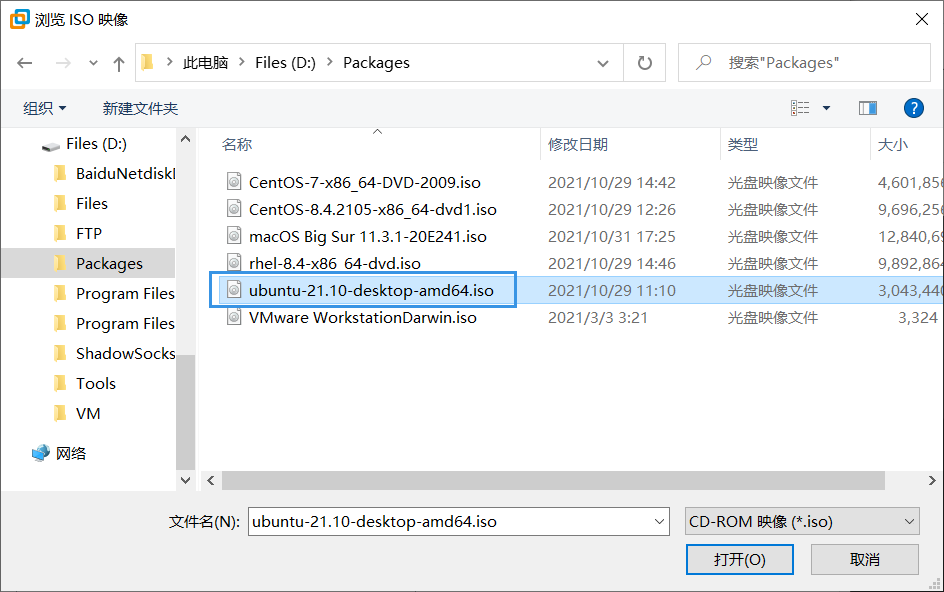 浏览 ISO 映像
此电脑 Files (D:) Packages
搜索"Packages"
组织 新建文件夹
?
Files (D:)
BaiduNetdiskI
Files
FTP
Packages
Program Files
Program Files
ShadowSocks
Tools
VM
网络
名称 修改日期 类型 大小
CentOS-7-x86_64-DVD-2009.iso 2021/10/29 14:42 光盘映像文件 4,601,856
CentOS-8.4.2105-x86_64-dvd1.iso 2021/10/29 12:26 光盘映像文件 9,696,256
macOS Big Sur 11.3.1-20E241.iso 2021/10/31 17:25 光盘映像文件 12,840,69
rhel-8.4-x86_64-dvd.iso 2021/10/29 14:46 光盘映像文件 9,892,864
ubuntu-21.10-desktop-amd64.iso 2021/10/29 11:10 光盘映像文件 3,043,440
VMware WorkstationDarwin.iso 2021/3/3 3:21 光盘映像文件 3,324
文件名(N): ubuntu-21.10-desktop-amd64.iso CD-ROM 映像 (*.iso)
打开(O) 取消